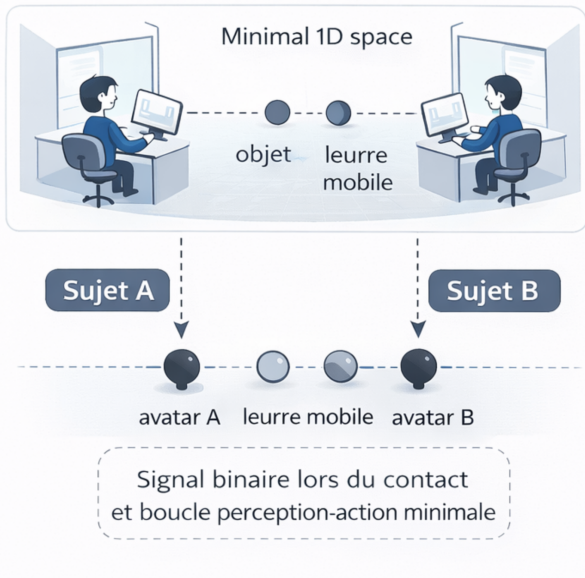 Minimal 1D space
objet leurre
mobile
Sujet A Sujet B
avatar A leurre mobile avatar B
Signal binaire lors du contact
et boucle perception-action minimale